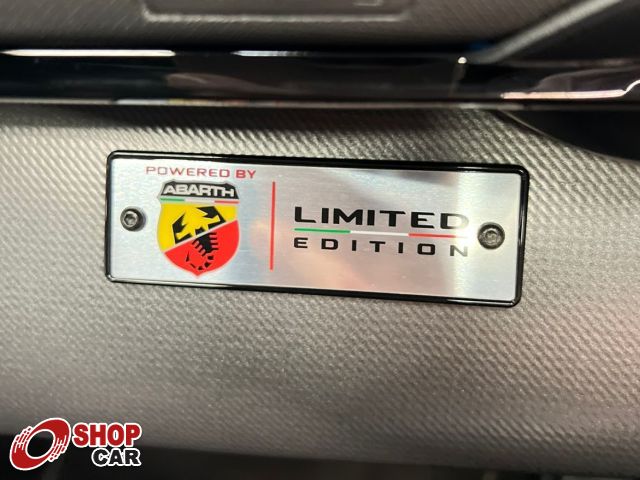 POWERED BY
ABARTH
LIMITED
EDITION
SHOP
CAR